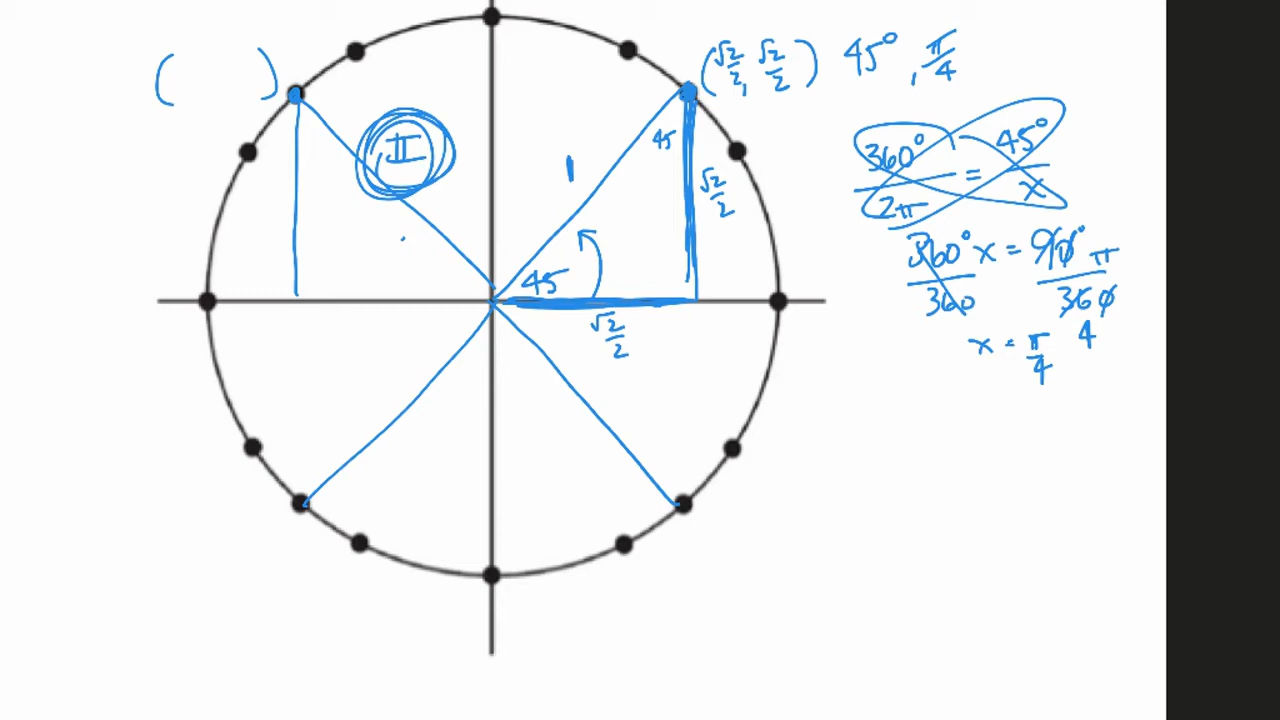 ( ) (√2/2, √2/2) 45°, π/4
II
45
1
√2/2
45
√2/2
360°/2π = 45°/x
360°x/360 = 90°π/360
4
x = π/4